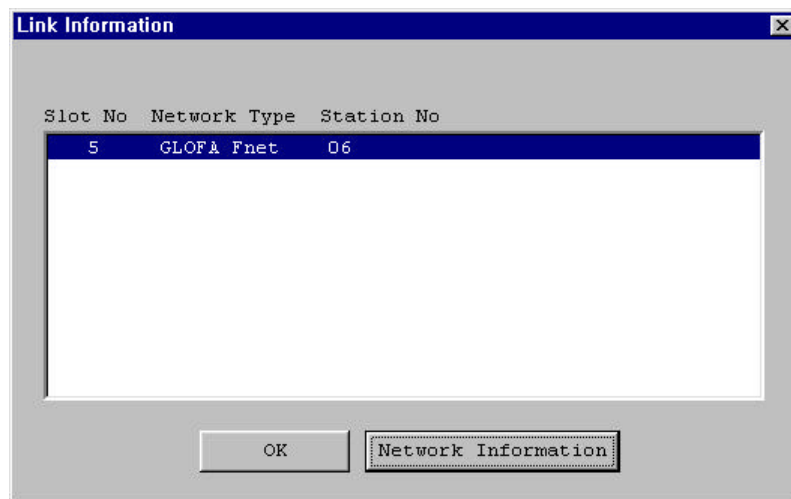 Link Information
Slot No Network Type Station No
5 GLOFA Fnet 06
OK Network Information